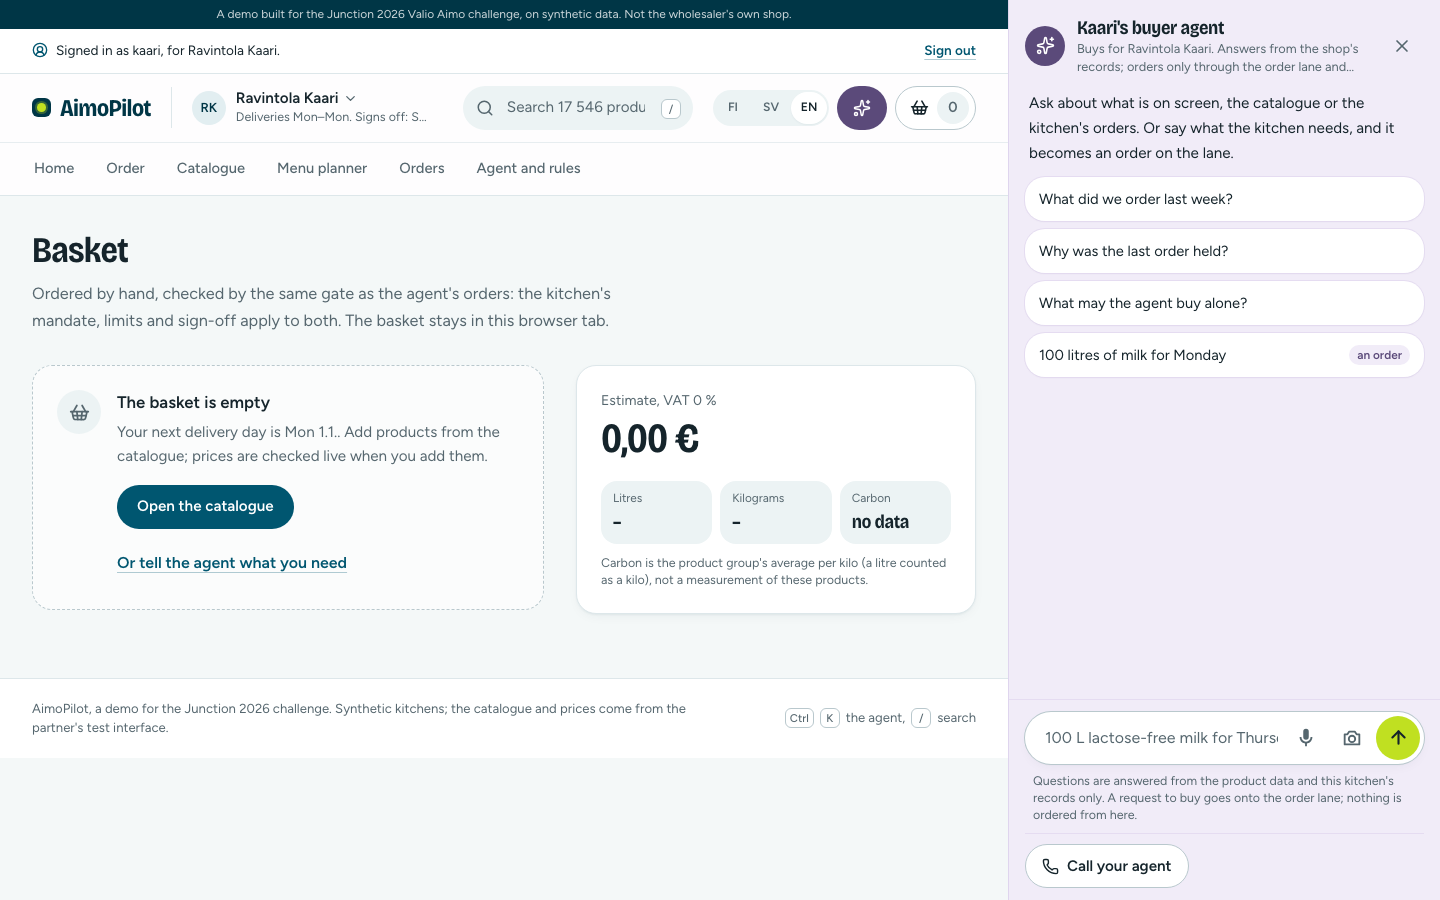 A demo built for the Junction 2026 Valio Aimo challenge, on synthetic data. Not the wholesaler's own shop.
Signed in as kaari, for Ravintola Kaari.
Sign out
AimoPilot
RK
Ravintola Kaari
Deliveries Mon–Mon. Signs off: S...
Search 17 546 produ
/
FI
SV
EN
0
Home
Order
Catalogue
Menu planner
Orders
Agent and rules
Basket
Ordered by hand, checked by the same gate as the agent's orders: the kitchen's
mandate, limits and sign-off apply to both. The basket stays in this browser tab.
The basket is empty
Your next delivery day is Mon 1.1.. Add products from the
catalogue; prices are checked live when you add them.
Open the catalogue
Or tell the agent what you need
Estimate, VAT 0 %
0,00 €
Litres
–
Kilograms
–
Carbon
no data
Carbon is the product group's average per kilo (a litre counted
as a kilo), not a measurement of these products.
AimoPilot, a demo for the Junction 2026 challenge. Synthetic kitchens; the catalogue and prices come from the
partner's test interface.
Ctrl K the agent, / search
Kaari's buyer agent
Buys for Ravintola Kaari. Answers from the shop's
records; orders only through the order lane and...
Ask about what is on screen, the catalogue or the
kitchen's orders. Or say what the kitchen needs, and it
becomes an order on the lane.
What did we order last week?
Why was the last order held?
What may the agent buy alone?
100 litres of milk for Monday
an order
100 L lactose-free milk for Thurs
Questions are answered from the product data and this kitchen's
records only. A request to buy goes onto the order lane; nothing is
ordered from here.
Call your agent